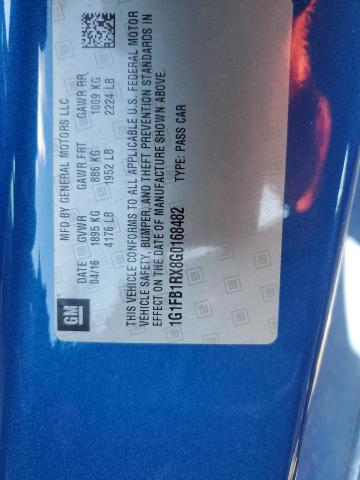 GM
MFD BY GENERAL MOTORS LLC
DATE GVWR GAWR FRT GAWR RR
04/16 1895 KG 886 KG 1009 KG
4176 LB 1952 LB 2224 LB
THIS VEHICLE CONFORMS TO ALL APPLICABLE U.S. FEDERAL MOTOR
VEHICLE SAFETY, BUMPER, AND THEFT PREVENTION STANDARDS IN
EFFECT ON THE DATE OF MANUFACTURE SHOWN ABOVE.
1G1FB1RX8G0168482 TYPE: PASS CAR